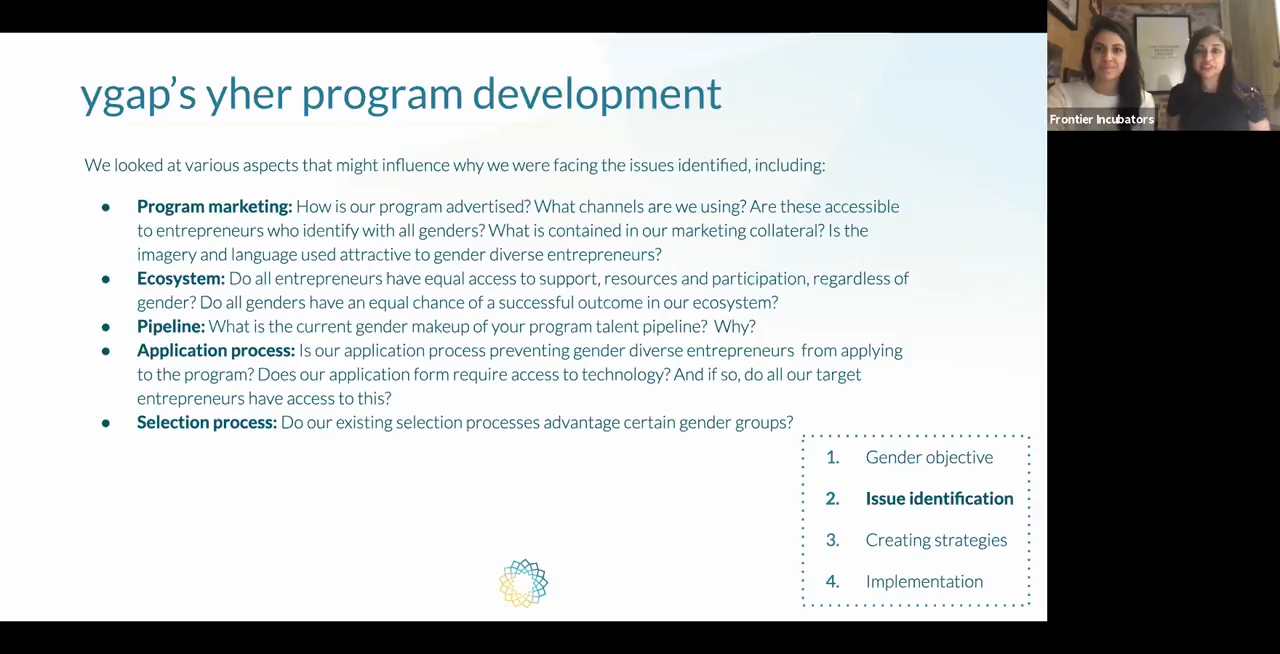 ygap's yher program development
We looked at various aspects that might influence why we were facing the issues identified, including:
● Program marketing: How is our program advertised? What channels are we using? Are these accessible
to entrepreneurs who identify with all genders? What is contained in our marketing collateral? Is the
imagery and language used attractive to gender diverse entrepreneurs?
● Ecosystem: Do all entrepreneurs have equal access to support, resources and participation, regardless of
gender? Do all genders have an equal chance of a successful outcome in our ecosystem?
● Pipeline: What is the current gender makeup of your program talent pipeline? Why?
● Application process: Is our application process preventing gender diverse entrepreneurs from applying
to the program? Does our application form require access to technology? And if so, do all our target
entrepreneurs have access to this?
● Selection process: Do our existing selection processes advantage certain gender groups?
1. Gender objective
2. Issue identification
3. Creating strategies
4. Implementation
Frontier Incubators